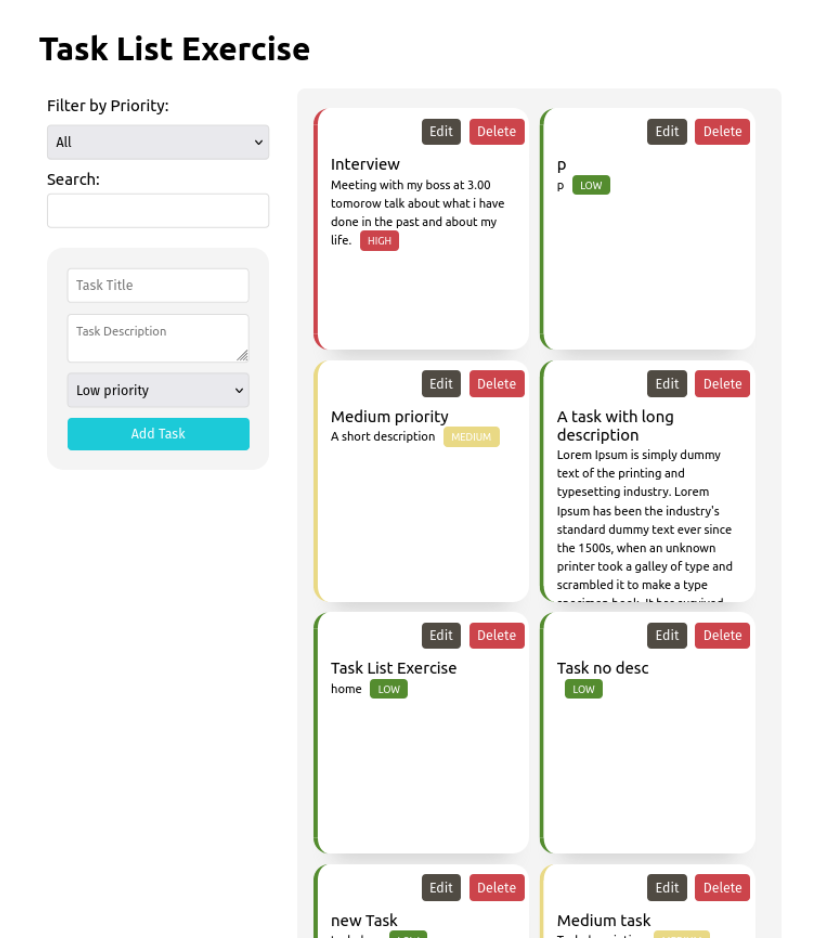 Task List Exercise
Filter by Priority:
All
Search:
Task Title
Task Description
Low priority
Add Task
Edit Delete
Interview
Meeting with my boss at 3.00
tomorow talk about what i have
done in the past and about my
life. HIGH
Edit Delete
p
p LOW
Edit Delete
Medium priority
A short description MEDIUM
Edit Delete
A task with long
description
Lorem Ipsum is simply dummy
text of the printing and
typesetting industry. Lorem
Ipsum has been the industry's
standard dummy text ever since
the 1500s, when an unknown
printer took a galley of type and
scrambled it to make a type
specimen book. It has survived
Edit Delete
Task List Exercise
home LOW
Edit Delete
Task no desc
LOW
Edit Delete
new Task
Edit Delete
Medium task